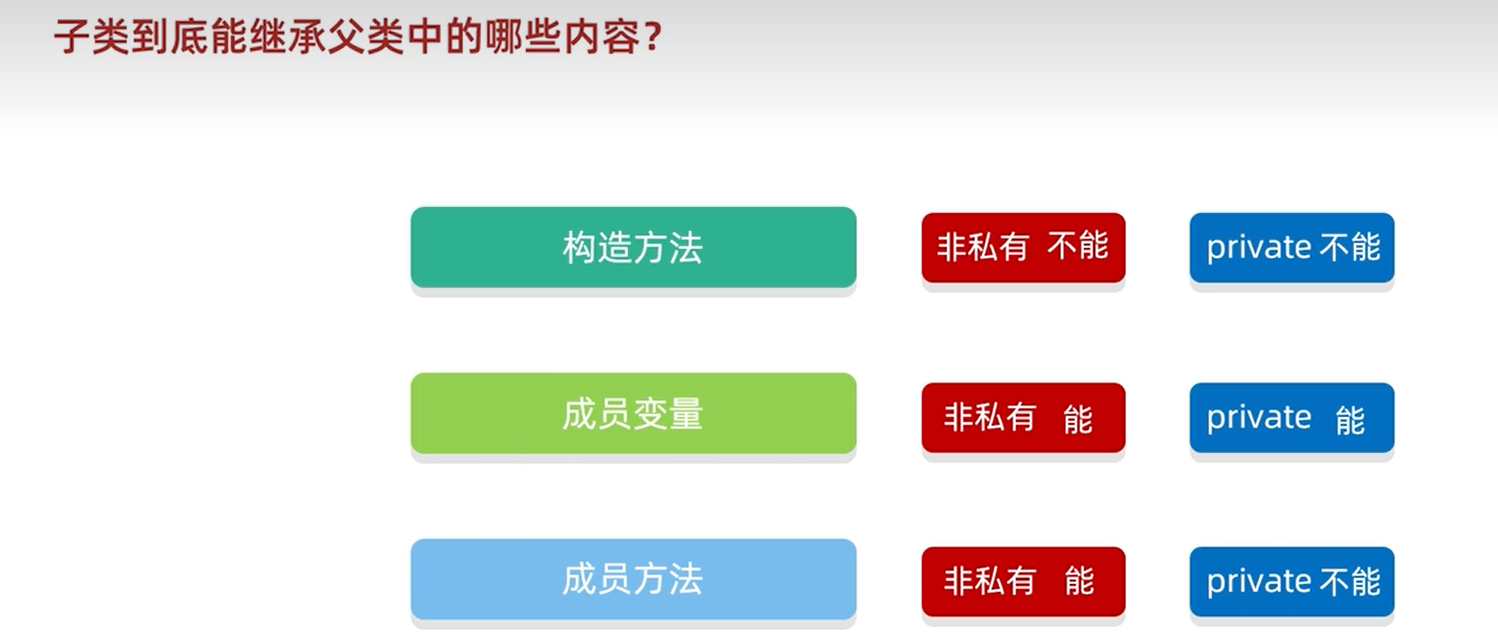 子类到底能继承父类中的哪些内容？
构造方法 非私有 不能 private 不能
成员变量 非私有 能 private 能
成员方法 非私有 能 private 不能